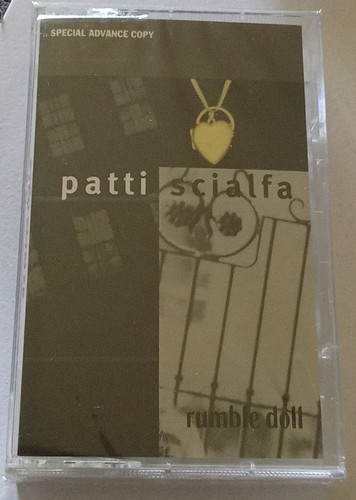 SPECIAL ADVANCE COPY
patti scialfa
rumble doll